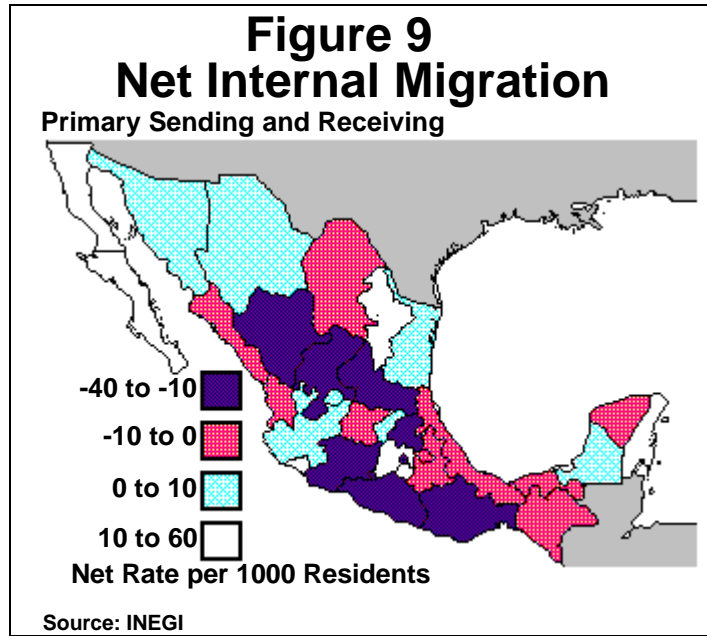 Figure 9
Net Internal Migration
Primary Sending and Receiving
-40 to -10
-10 to 0
0 to 10
10 to 60
Net Rate per 1000 Residents
Source: INEGI